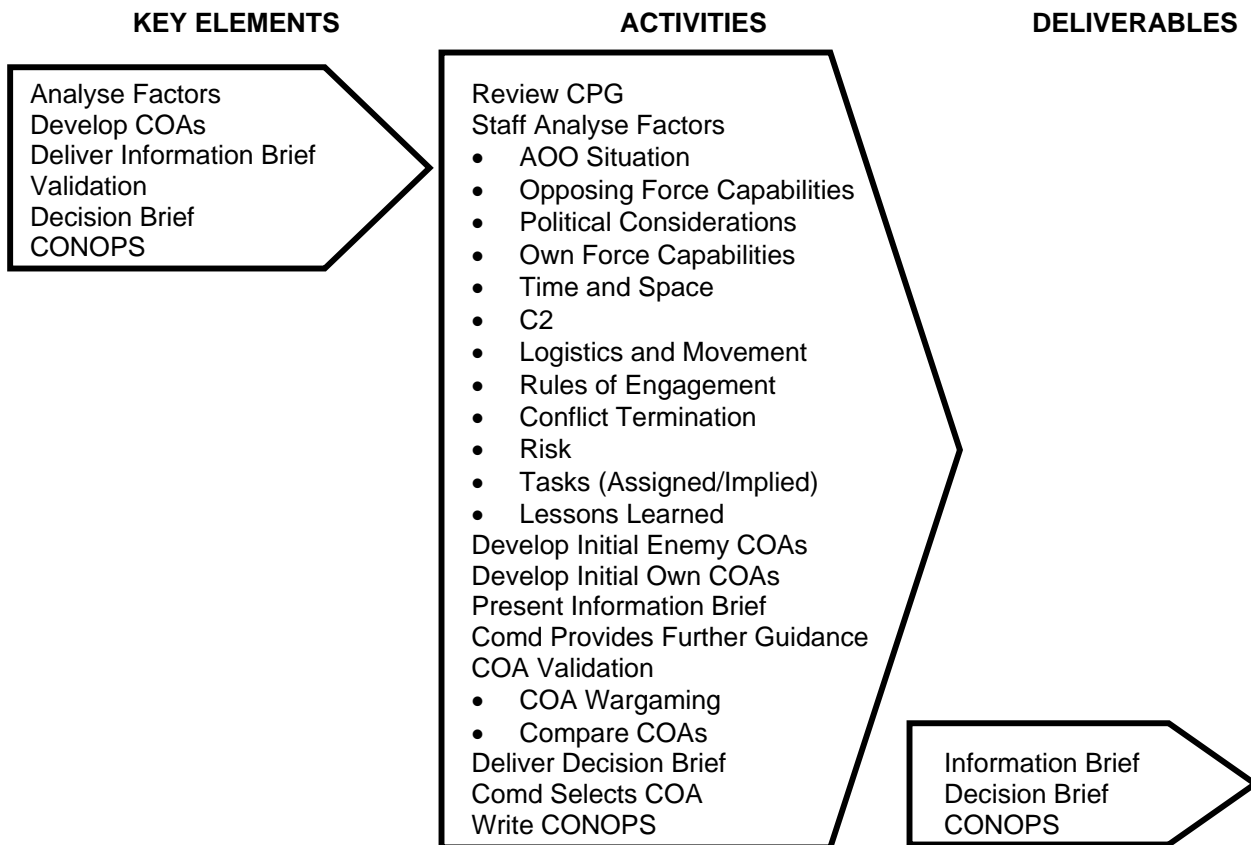 KEY ELEMENTS
ACTIVITIES
DELIVERABLES
Analyse Factors
Develop COAs
Deliver Information Brief
Validation
Decision Brief
CONOPS
Review CPG
Staff Analyse Factors
• AOO Situation
• Opposing Force Capabilities
• Political Considerations
• Own Force Capabilities
• Time and Space
• C2
• Logistics and Movement
• Rules of Engagement
• Conflict Termination
• Risk
• Tasks (Assigned/Implied)
• Lessons Learned
Develop Initial Enemy COAs
Develop Initial Own COAs
Present Information Brief
Comd Provides Further Guidance
COA Validation
• COA Wargaming
• Compare COAs
Deliver Decision Brief
Comd Selects COA
Write CONOPS
Information Brief
Decision Brief
CONOPS